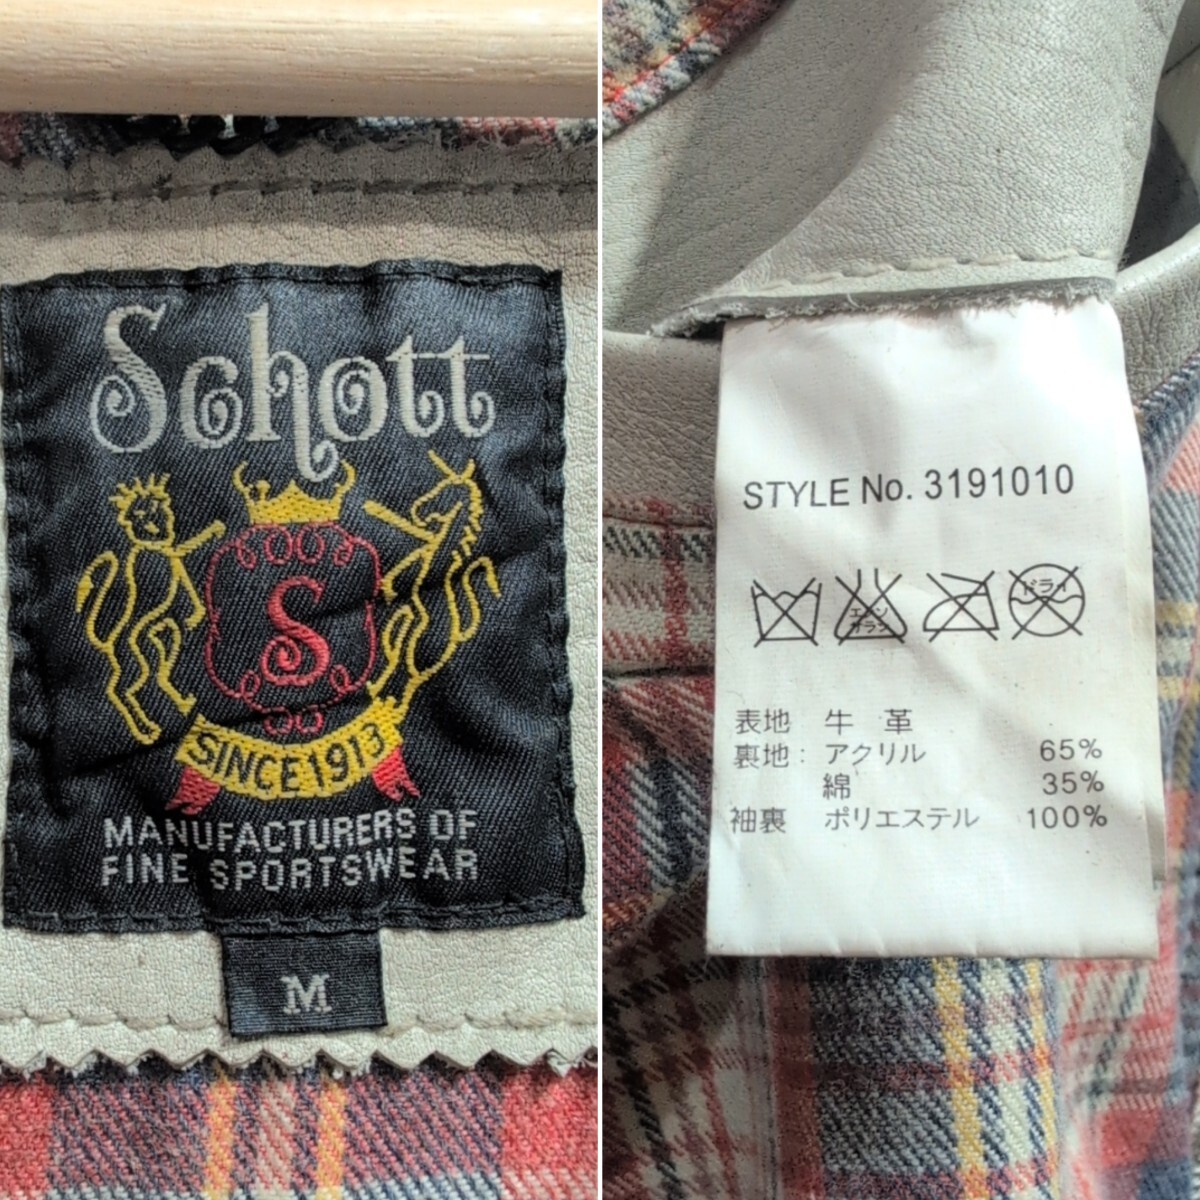 Schott
S
SINCE 1913
MANUFACTURERS OF
FINE SPORTSWEAR
M
STYLE No. 3191010
エンソ
サラシ
ドライ
表地 牛 革
裏地: アクリル 65%
綿 35%
袖裏 ポリエステル 100%